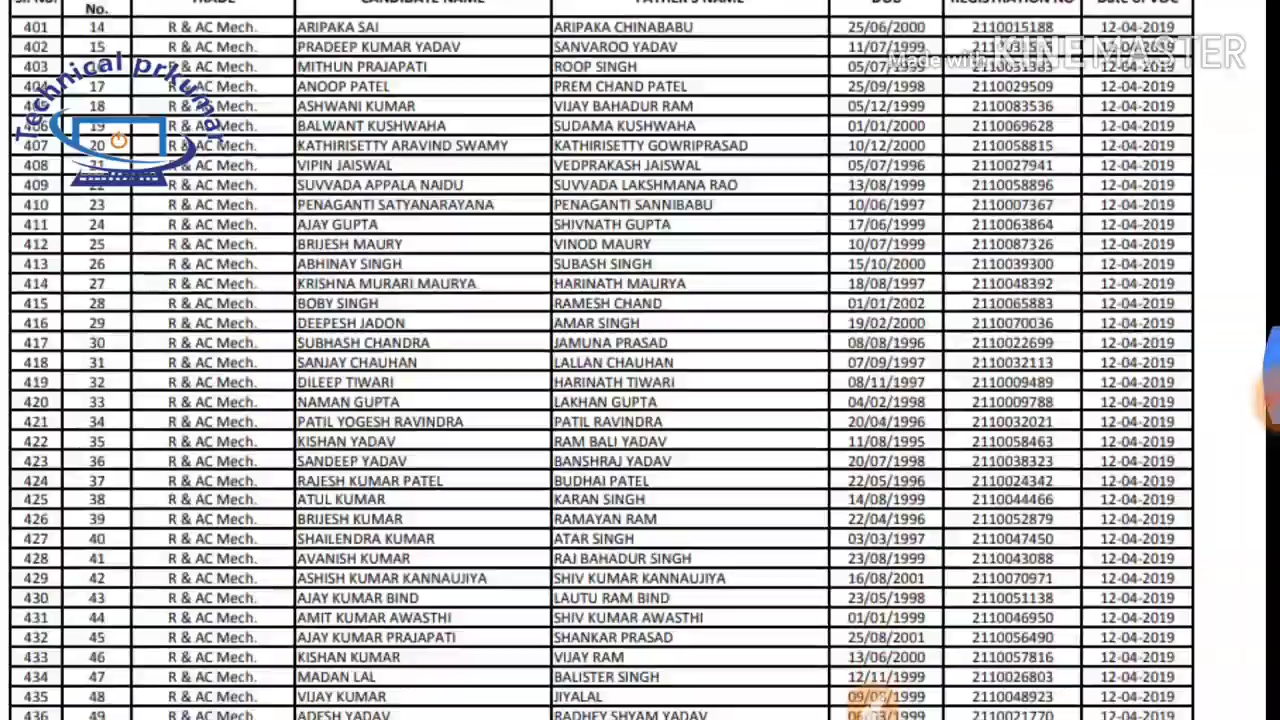 No. TRADE CANDIDATE NAME FATHER'S NAME DOB REGISTRATION NO Date of VOC
401 14 R & AC Mech. ARIPAKA SAI ARIPAKA CHINABABU 25/06/2000 2110015188 12-04-2019
402 15 R & AC Mech. PRADEEP KUMAR YADAV SANVAROO YADAV 11/07/1999 12-04-2019
Made with KINEMASTER
403 R & AC Mech. MITHUN PRAJAPATI ROOP SINGH 05/07/1999 2110031383 12-04-2019
Technical prkumar
17 R & AC Mech. ANOOP PATEL PREM CHAND PATEL 25/09/1998 2110029509 12-04-2019
18 R & AC Mech. ASHWANI KUMAR VIJAY BAHADUR RAM 05/12/1999 2110083536 12-04-2019
406 19 R & AC Mech. BALWANT KUSHWAHA SUDAMA KUSHWAHA 01/01/2000 2110069628 12-04-2019
407 20 R & AC Mech. KATHIRISETTY ARAVIND SWAMY KATHIRISETTY GOWRIPRASAD 10/12/2000 2110058815 12-04-2019
408 21 R & AC Mech. VIPIN JAISWAL VEDPRAKASH JAISWAL 05/07/1996 2110027941 12-04-2019
409 22 R & AC Mech. SUVVADA APPALA NAIDU SUVVADA LAKSHMANA RAO 13/08/1999 2110058896 12-04-2019
410 23 R & AC Mech. PENAGANTI SATYANARAYANA PENAGANTI SANNIBABU 10/06/1997 2110007367 12-04-2019
411 24 R & AC Mech. AJAY GUPTA SHIVNATH GUPTA 17/06/1999 2110063864 12-04-2019
412 25 R & AC Mech. BRIJESH MAURY VINOD MAURY 10/07/1999 2110087326 12-04-2019
413 26 R & AC Mech. ABHINAY SINGH SUBASH SINGH 15/10/2000 2110039300 12-04-2019
414 27 R & AC Mech. KRISHNA MURARI MAURYA HARINATH MAURYA 18/08/1997 2110048392 12-04-2019
415 28 R & AC Mech. BOBY SINGH RAMESH CHAND 01/01/2002 2110065883 12-04-2019
416 29 R & AC Mech. DEEPESH JADON AMAR SINGH 19/02/2000 2110070036 12-04-2019
417 30 R & AC Mech. SUBHASH CHANDRA JAMUNA PRASAD 08/08/1996 2110022699 12-04-2019
418 31 R & AC Mech. SANJAY CHAUHAN LALLAN CHAUHAN 07/09/1997 2110032113 12-04-2019
419 32 R & AC Mech. DILEEP TIWARI HARINATH TIWARI 08/11/1997 2110009489 12-04-2019
420 33 R & AC Mech. NAMAN GUPTA LAKHAN GUPTA 04/02/1998 2110009788 12-04-2019
421 34 R & AC Mech. PATIL YOGESH RAVINDRA PATIL RAVINDRA 20/04/1996 2110032021 12-04-2019
422 35 R & AC Mech. KISHAN YADAV RAM BALI YADAV 11/08/1995 2110058463 12-04-2019
423 36 R & AC Mech. SANDEEP YADAV BANSHRAJ YADAV 20/07/1998 2110038323 12-04-2019
424 37 R & AC Mech. RAJESH KUMAR PATEL BUDHAI PATEL 22/05/1996 2110024342 12-04-2019
425 38 R & AC Mech. ATUL KUMAR KARAN SINGH 14/08/1999 2110044466 12-04-2019
426 39 R & AC Mech. BRIJESH KUMAR RAMAYAN RAM 22/04/1996 2110052879 12-04-2019
427 40 R & AC Mech. SHAILENDRA KUMAR ATAR SINGH 03/03/1997 2110047450 12-04-2019
428 41 R & AC Mech. AVANISH KUMAR RAJ BAHADUR SINGH 23/08/1999 2110043088 12-04-2019
429 42 R & AC Mech. ASHISH KUMAR KANNAUJIYA SHIV KUMAR KANNAUJIYA 16/08/2001 2110070971 12-04-2019
430 43 R & AC Mech. AJAY KUMAR BIND LAUTU RAM BIND 23/05/1998 2110051138 12-04-2019
431 44 R & AC Mech. AMIT KUMAR AWASTHI SHIV KUMAR AWASTHI 01/01/1999 2110046950 12-04-2019
432 45 R & AC Mech. AJAY KUMAR PRAJAPATI SHANKAR PRASAD 25/08/2001 2110056490 12-04-2019
433 46 R & AC Mech. KISHAN KUMAR VIJAY RAM 13/06/2000 2110057816 12-04-2019
434 47 R & AC Mech. MADAN LAL BALISTER SINGH 12/11/1999 2110026803 12-04-2019
435 48 R & AC Mech. VIJAY KUMAR JIYALAL 2110048923 12-04-2019
436 49 R & AC Mech. ADESH YADAV RADHEY SHYAM YADAV 2110021770 12-04-2019